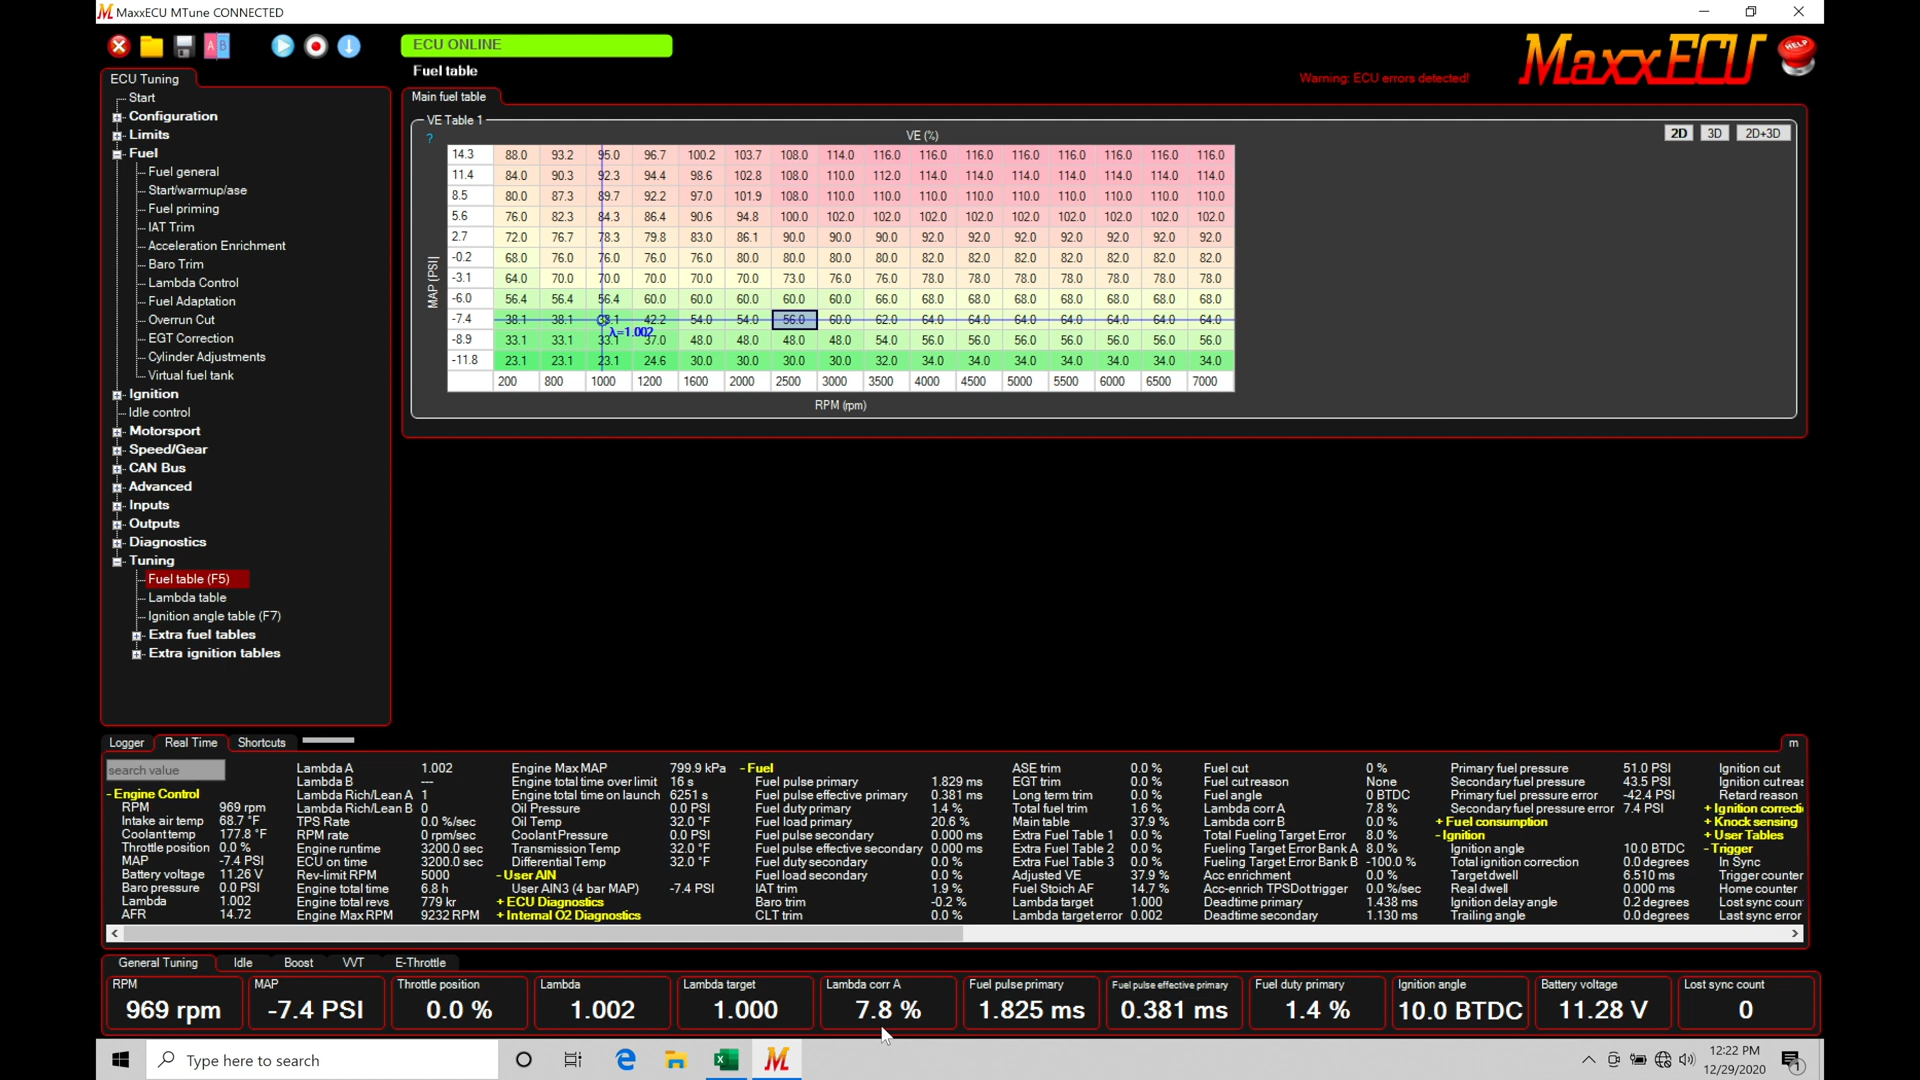 MaxxECU MTune CONNECTED
ECU ONLINE
Fuel table
Warning: ECU errors detected!
MaxxECU
HELP
ECU Tuning
Start
Configuration
Limits
Fuel
Fuel general
Start/warmup/ase
Fuel priming
IAT Trim
Acceleration Enrichment
Baro Trim
Lambda Control
Fuel Adaptation
Overrun Cut
EGT Correction
Cylinder Adjustments
Virtual fuel tank
Ignition
Idle control
Motorsport
Speed/Gear
CAN Bus
Advanced
Inputs
Outputs
Diagnostics
Tuning
Fuel table (F5)
Lambda table
Ignition angle table (F7)
Extra fuel tables
Extra ignition tables
Main fuel table
VE Table 1
? VE (%) 2D 3D 2D+3D
14.3 88.0 93.2 95.0 96.7 100.2 103.7 108.0 114.0 116.0 116.0 116.0 116.0 116.0 116.0 116.0 116.0
11.4 84.0 90.3 92.3 94.4 98.6 102.8 108.0 110.0 112.0 114.0 114.0 114.0 114.0 114.0 114.0 114.0
8.5 80.0 87.3 89.7 92.2 97.0 101.9 108.0 110.0 110.0 110.0 110.0 110.0 110.0 110.0 110.0 110.0
5.6 76.0 82.3 84.3 86.4 90.6 94.8 100.0 102.0 102.0 102.0 102.0 102.0 102.0 102.0 102.0 102.0
2.7 72.0 76.7 78.3 79.8 83.0 86.1 90.0 90.0 90.0 92.0 92.0 92.0 92.0 92.0 92.0 92.0
-0.2 68.0 76.0 76.0 76.0 76.0 80.0 80.0 80.0 80.0 82.0 82.0 82.0 82.0 82.0 82.0 82.0
-3.1 64.0 70.0 70.0 70.0 70.0 70.0 73.0 76.0 76.0 78.0 78.0 78.0 78.0 78.0 78.0 78.0
-6.0 56.4 56.4 56.4 60.0 60.0 60.0 60.0 60.0 66.0 68.0 68.0 68.0 68.0 68.0 68.0 68.0
-7.4 38.1 38.1 38.1 42.2 54.0 54.0 56.0 60.0 62.0 64.0 64.0 64.0 64.0 64.0 64.0 64.0
λ=1.002
-8.9 33.1 33.1 33.1 37.0 48.0 48.0 48.0 48.0 54.0 56.0 56.0 56.0 56.0 56.0 56.0 56.0
-11.8 23.1 23.1 23.1 24.6 30.0 30.0 30.0 30.0 32.0 34.0 34.0 34.0 34.0 34.0 34.0 34.0
200 800 1000 1200 1600 2000 2500 3000 3500 4000 4500 5000 5500 6000 6500 7000
MAP [PSI]
RPM (rpm)
Logger Real Time Shortcuts m
search value
- Engine Control
RPM 969 rpm
Intake air temp 68.7 °F
Coolant temp 177.8 °F
Throttle position 0.0 %
MAP -7.4 PSI
Battery voltage 11.26 V
Baro pressure 0.0 PSI
Lambda 1.002
AFR 14.72
Lambda A 1.002
Lambda B ---
Lambda Rich/Lean A 1
Lambda Rich/Lean B 0
TPS Rate 0.0 %/sec
RPM rate 0 rpm/sec
Engine runtime 3200.0 sec
ECU on time 3200.0 sec
Rev-limit RPM 5000
Engine total time 6.8 h
Engine total revs 779 kr
Engine Max RPM 9232 RPM
Engine Max MAP 799.9 kPa
Engine total time over limit 16 s
Engine total time on launch 6251 s
Oil Pressure 0.0 PSI
Oil Temp 32.0 °F
Coolant Pressure 0.0 PSI
Transmission Temp 32.0 °F
Differential Temp 32.0 °F
- User AIN
User AIN3 (4 bar MAP) -7.4 PSI
+ ECU Diagnostics
+ Internal O2 Diagnostics
- Fuel
Fuel pulse primary 1.829 ms
Fuel pulse effective primary 0.381 ms
Fuel duty primary 1.4 %
Fuel load primary 20.6 %
Fuel pulse secondary 0.000 ms
Fuel pulse effective secondary 0.000 ms
Fuel duty secondary 0.0 %
Fuel load secondary 0.0 %
IAT trim 1.9 %
Baro trim -0.2 %
CLT trim 0.0 %
ASE trim 0.0 %
EGT trim 0.0 %
Long term trim 0.0 %
Total fuel trim 1.6 %
Main table 37.9 %
Extra Fuel Table 1 0.0 %
Extra Fuel Table 2 0.0 %
Extra Fuel Table 3 0.0 %
Adjusted VE 37.9 %
Fuel Stoich AF 14.7 %
Lambda target 1.000
Lambda target error 0.002
Fuel cut 0 %
Fuel cut reason None
Fuel angle 0 BTDC
Lambda corr A 7.8 %
Lambda corr B 0.0 %
Total Fueling Target Error 8.0 %
Fueling Target Error Bank A 8.0 %
Fueling Target Error Bank B -100.0 %
Acc enrichment 0.0 %
Acc-enrich TPSDot trigger 0.0 %/sec
Deadtime primary 1.438 ms
Deadtime secondary 1.130 ms
Primary fuel pressure 51.0 PSI
Secondary fuel pressure 43.5 PSI
Primary fuel pressure error -42.4 PSI
Secondary fuel pressure error 7.4 PSI
+ Fuel consumption
- Ignition
Ignition angle 10.0 BTDC
Total ignition correction 0.0 degrees
Target dwell 6.510 ms
Real dwell 0.000 ms
Ignition delay angle 0.2 degrees
Trailing angle 0.0 degrees
Ignition cut
Ignition cut reas
Retard reason
+ Ignition correcti
+ Knock sensing
+ User Tables
- Trigger
In Sync
Trigger counter
Home counter
Lost sync coun
Last sync error
General Tuning Idle Boost VVT E-Throttle
RPM MAP Throttle position Lambda Lambda target Lambda corr A Fuel pulse primary Fuel pulse effective primary Fuel duty primary Ignition angle Battery voltage Lost sync count
969 rpm -7.4 PSI 0.0 % 1.002 1.000 7.8 % 1.825 ms 0.381 ms 1.4 % 10.0 BTDC 11.28 V 0
Type here to search
12:22 PM
12/29/2020
1